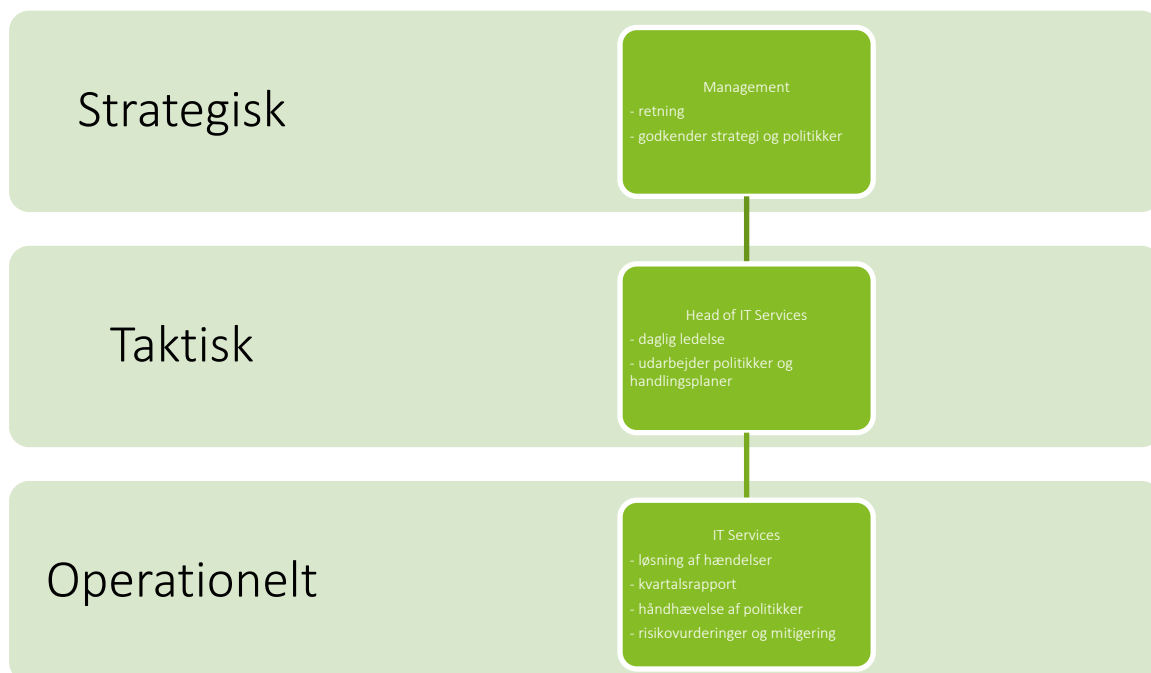 Strategisk
Management
- retning
- godkender strategi og politikker
Taktisk
Head of IT Services
- daglig ledelse
- udarbejder politikker og
handlingsplaner
Operationelt
IT Services
- løsning af hændelser
- kvartalsrapport
- håndhævelse af politikker
- risikovurderinger og mitigering